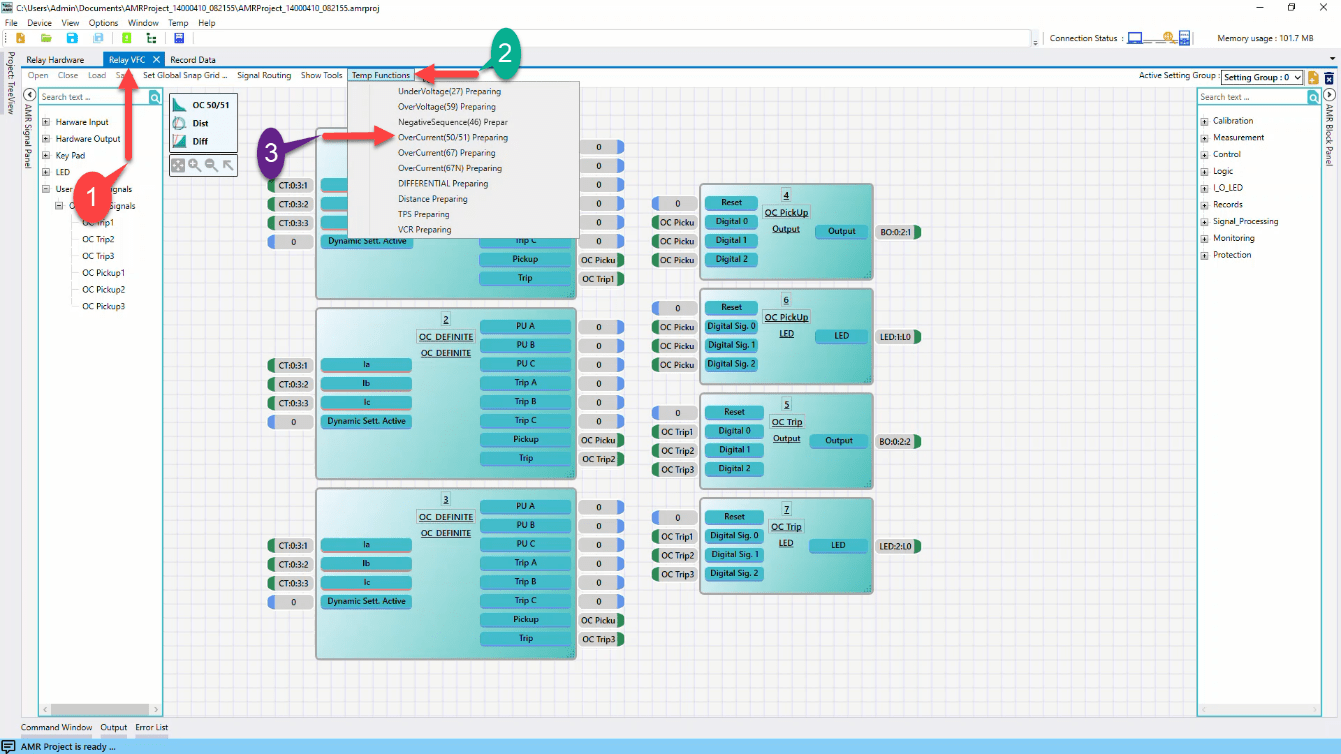 C:\Users\Admin\Documents\AMRProject_14000410_082155\AMRProject_14000410_082155.amrproj
File Device View Options Window Temp Help
Connection Status : Memory usage : 101.7 MB
Relay Hardware Relay VFC Record Data
Open Close Load Set Global Snap Grid ... Signal Routing Show Tools Temp Functions Active Setting Group : Setting Group : 0
Project: TreeView
AMR Signal Panel
Search text ...
Harware Input
Hardware Output
Key Pad
LED
OC Trip2
OC Trip3
OC Pickup1
OC Pickup2
OC Pickup3
OC 50/51
Dist
Diff
1
2
3
UnderVoltage(27) Preparing
OverVoltage(59) Preparing
NegativeSequence(46) Prepar
OverCurrent(50/51) Preparing
OverCurrent(67) Preparing
OverCurrent(67N) Preparing
DIFFERENTIAL Preparing
Distance Preparing
TPS Preparing
VCR Preparing
CT:0:3:1
CT:0:3:2
CT:0:3:3
0 Dynamic Sett. Active Trip C
Pickup OC Picku
Trip OC Trip1
0
0
2
OC DEFINITE
OC DEFINITE
CT:0:3:1 Ia
CT:0:3:2 Ib
CT:0:3:3 Ic
0 Dynamic Sett. Active
PU A 0
PU B 0
PU C 0
Trip A 0
Trip B 0
Trip C 0
Pickup OC Picku
Trip OC Trip2
3
OC DEFINITE
OC DEFINITE
CT:0:3:1 Ia
CT:0:3:2 Ib
CT:0:3:3 Ic
0 Dynamic Sett. Active
PU A 0
PU B 0
PU C 0
Trip A 0
Trip B 0
Trip C 0
Pickup OC Picku
Trip OC Trip3
4
OC PickUp
Output
0 Reset
OC Picku Digital 0
OC Picku Digital 1
OC Picku Digital 2
Output BO:0:2:1
6
OC PickUp
LED
0 Reset
OC Picku Digital Sig. 0
OC Picku Digital Sig. 1
OC Picku Digital Sig. 2
LED LED:1:L0
5
OC Trip
Output
0 Reset
OC Trip1 Digital 0
OC Trip2 Digital 1
OC Trip3 Digital 2
Output BO:0:2:2
7
OC Trip
LED
0 Reset
OC Trip1 Digital Sig. 0
OC Trip2 Digital Sig. 1
OC Trip3 Digital Sig. 2
LED LED:2:L0
Search text ...
Calibration
Measurement
Control
Logic
I_O_LED
Records
Signal_Processing
Monitoring
Protection
AMR Block Panel
Command Window Output Error List
AMR Project is ready ...